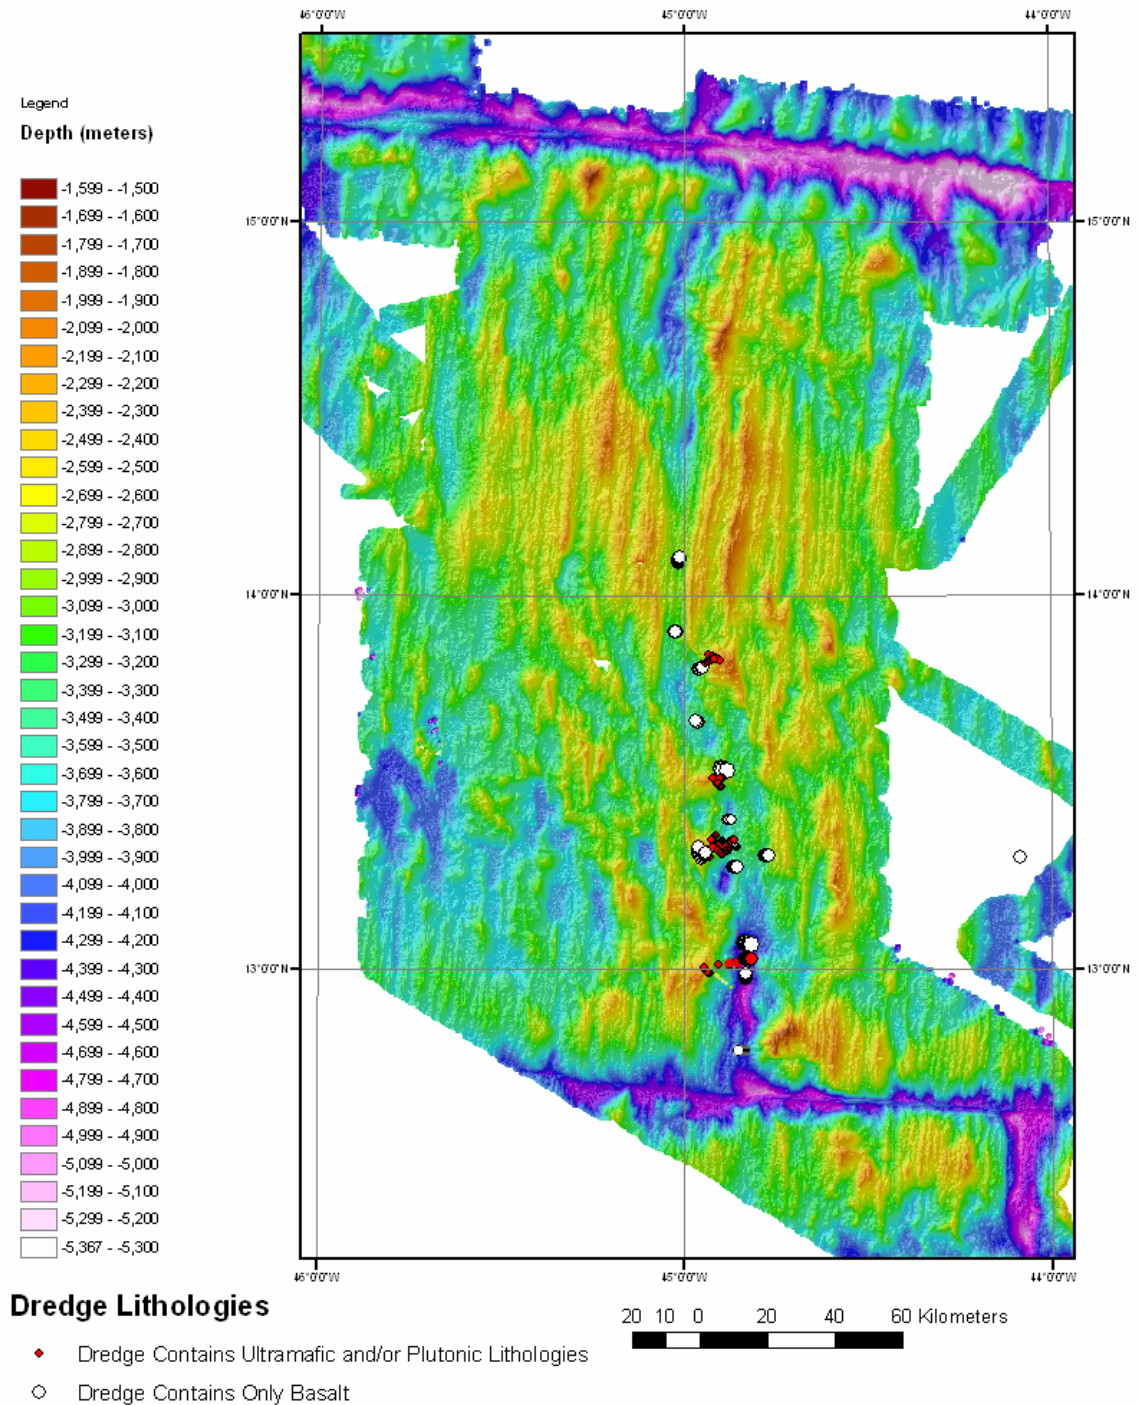 46°0'0"W 45°0'0"W 44°0'0"W
Legend
Depth (meters)
-1,599 - -1,500
-1,699 - -1,600
-1,799 - -1,700
-1,899 - -1,800
-1,999 - -1,900
-2,099 - -2,000
-2,199 - -2,100
-2,299 - -2,200
-2,399 - -2,300
-2,499 - -2,400
-2,599 - -2,500
-2,699 - -2,600
-2,799 - -2,700
-2,899 - -2,800
-2,999 - -2,900
-3,099 - -3,000
-3,199 - -3,100
-3,299 - -3,200
-3,399 - -3,300
-3,499 - -3,400
-3,599 - -3,500
-3,699 - -3,600
-3,799 - -3,700
-3,899 - -3,800
-3,999 - -3,900
-4,099 - -4,000
-4,199 - -4,100
-4,299 - -4,200
-4,399 - -4,300
-4,499 - -4,400
-4,599 - -4,500
-4,699 - -4,600
-4,799 - -4,700
-4,899 - -4,800
-4,999 - -4,900
-5,099 - -5,000
-5,199 - -5,100
-5,299 - -5,200
-5,367 - -5,300
15°0'0"N 15°0'0"N
14°0'0"N 14°0'0"N
13°0'0"N 13°0'0"N
46°0'0"W 45°0'0"W 44°0'0"W
Dredge Lithologies
20 10 0 20 40 60 Kilometers
Dredge Contains Ultramafic and/or Plutonic Lithologies
Dredge Contains Only Basalt